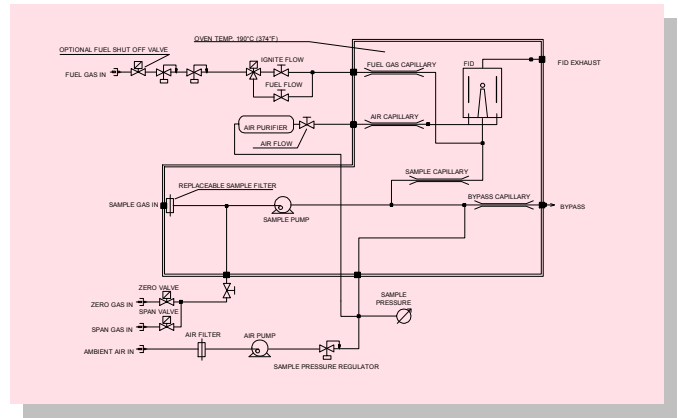 OVEN TEMP. 190°C (374°F)
OPTIONAL FUEL SHUT OFF VALVE
IGNITE FLOW
FUEL GAS CAPILLARY
FID
FID EXHAUST
FUEL GAS IN
FUEL FLOW
AIR PURIFIER
AIR CAPILLARY
AIR FLOW
SAMPLE CAPILLARY
REPLACEABLE SAMPLE FILTER
BYPASS CAPILLARY
SAMPLE GAS IN
BYPASS
SAMPLE PUMP
ZERO VALVE
SAMPLE
PRESSURE
ZERO GAS IN
SPAN VALVE
SPAN GAS IN
AIR FILTER
AIR PUMP
AMBIENT AIR IN
SAMPLE PRESSURE REGULATOR